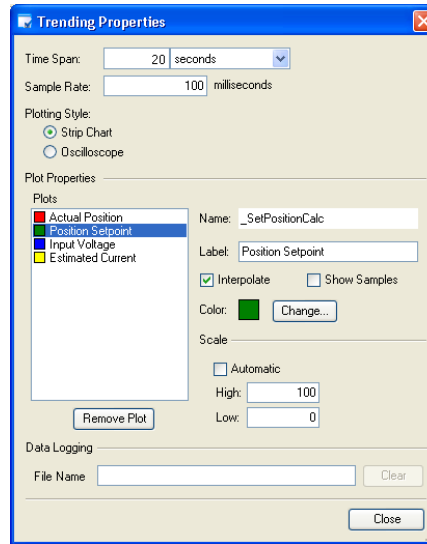 Trending Properties
Time Span: 20 seconds
Sample Rate: 100 milliseconds
Plotting Style:
Strip Chart
Oscilloscope
Plot Properties
Plots
Actual Position
Position Setpoint
Input Voltage
Estimated Current
Remove Plot
Name: _SetPositionCalc
Label: Position Setpoint
Interpolate Show Samples
Color: Change...
Scale
Automatic
High: 100
Low: 0
Data Logging
File Name Clear
Close